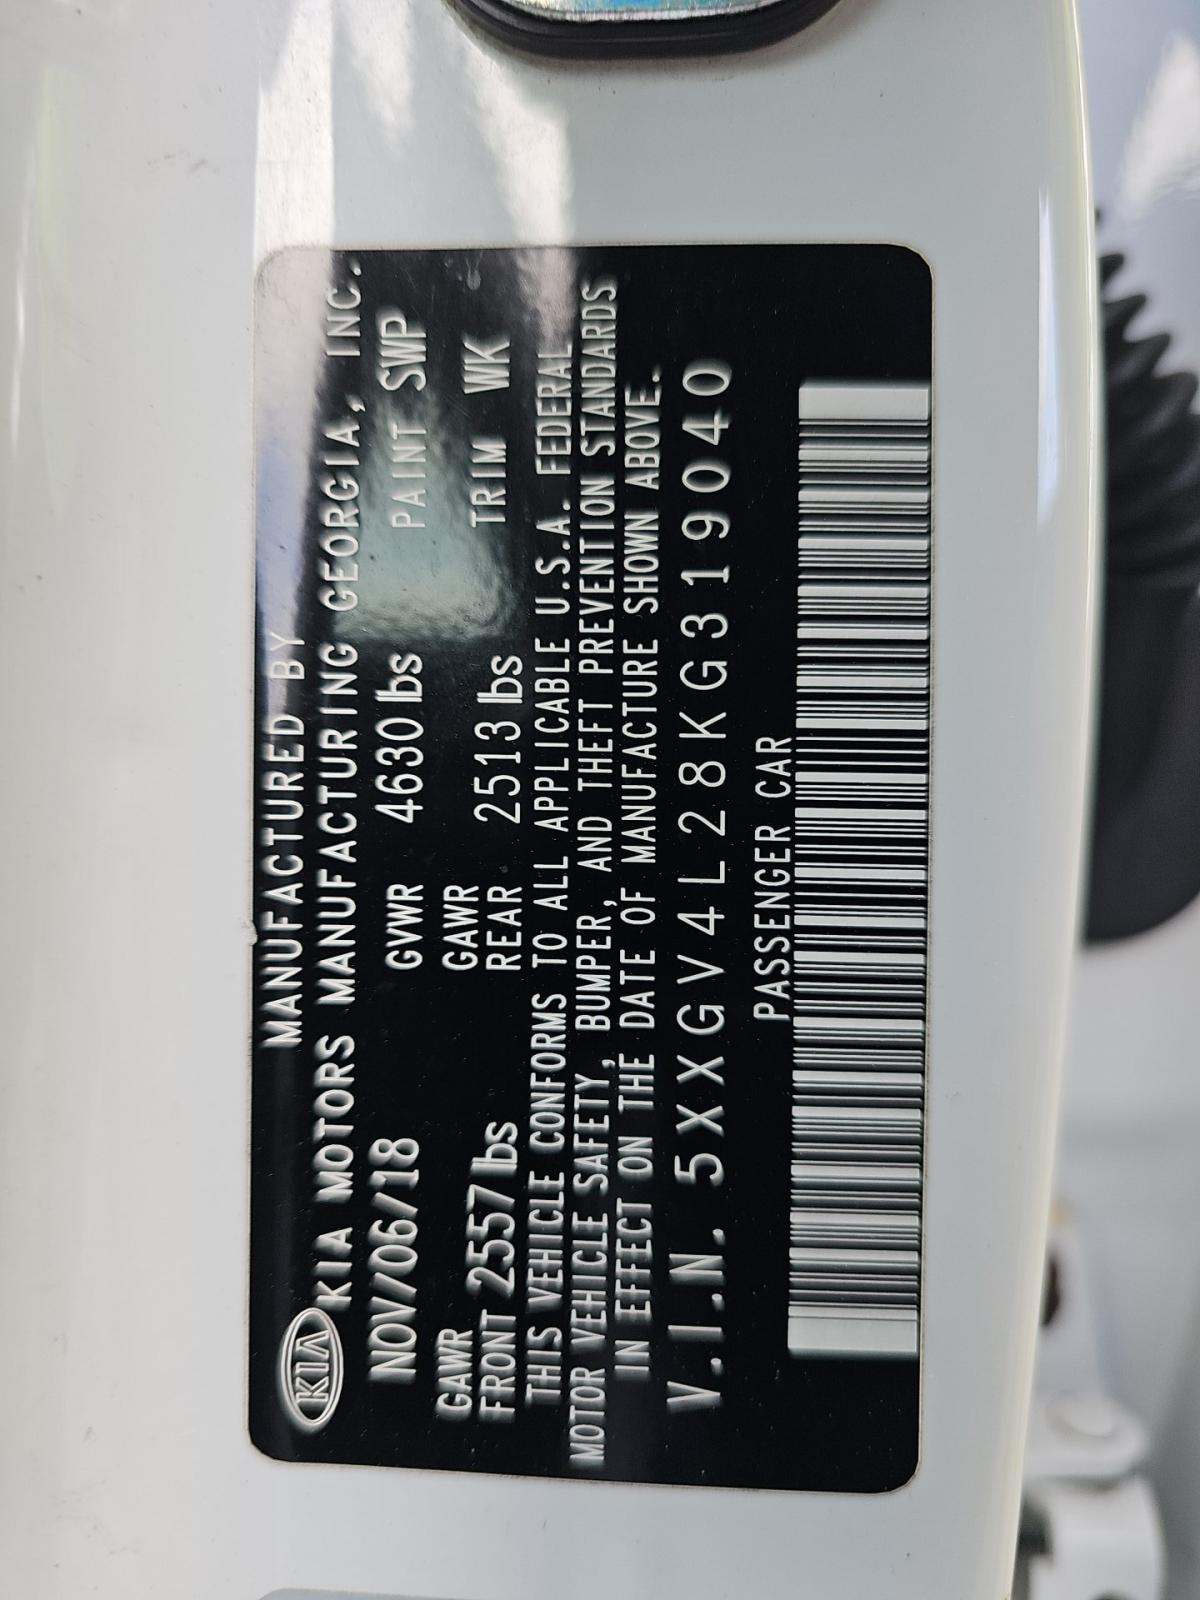 MANUFACTURED BY
KIA KIA MOTORS MANUFACTURING GEORGIA, INC.
NOV/06/18 GVWR 4630 lbs PAINT SWP
GAWR FRONT 2557 lbs GAWR REAR 2513 lbs TRIM WK
THIS VEHICLE CONFORMS TO ALL APPLICABLE U.S.A. FEDERAL
MOTOR VEHICLE SAFETY, BUMPER, AND THEFT PREVENTION STANDARDS
IN EFFECT ON THE DATE OF MANUFACTURE SHOWN ABOVE.
V.I.N. 5XXGV4L28KG319040
PASSENGER CAR